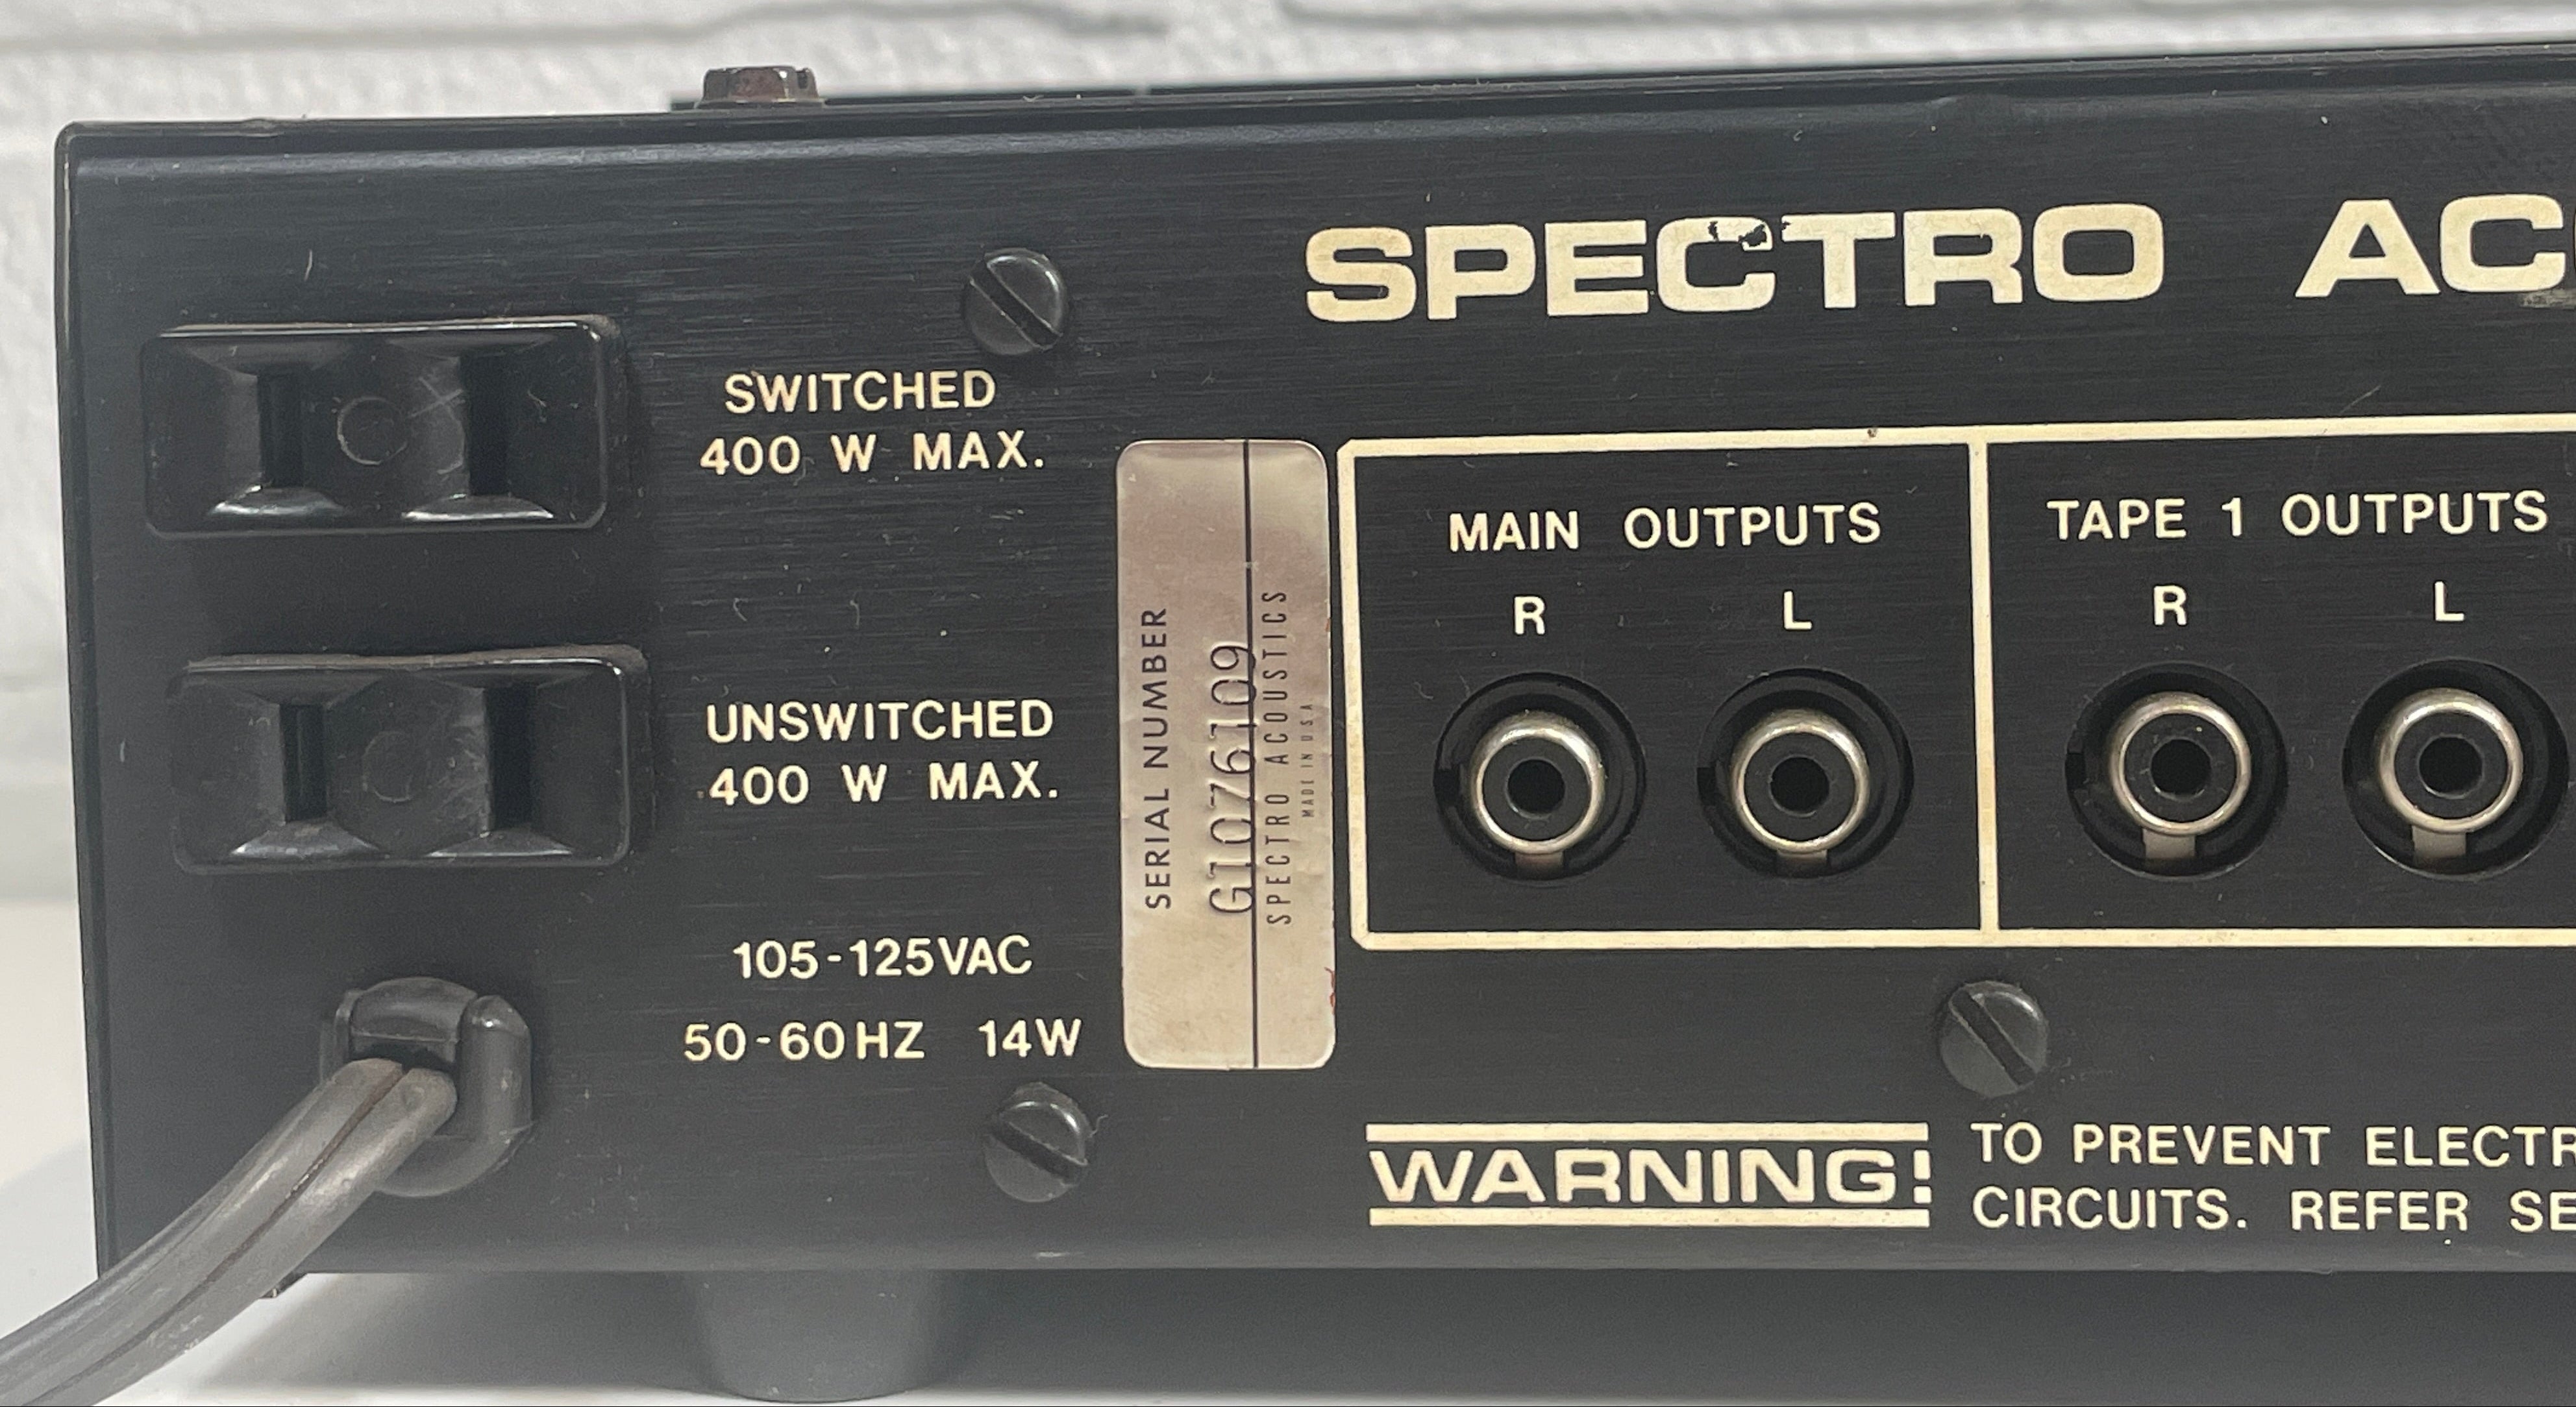 SPECTRO AC
SWITCHED
400 W MAX.
UNSWITCHED
400 W MAX.
105-125VAC
50-60HZ 14W
SERIAL NUMBER
G1076109
SPECTRO ACOUSTICS
MADE IN USA
MAIN OUTPUTS
R L
TAPE 1 OUTPUTS
R L
WARNING!
TO PREVENT ELECTR
CIRCUITS. REFER SE